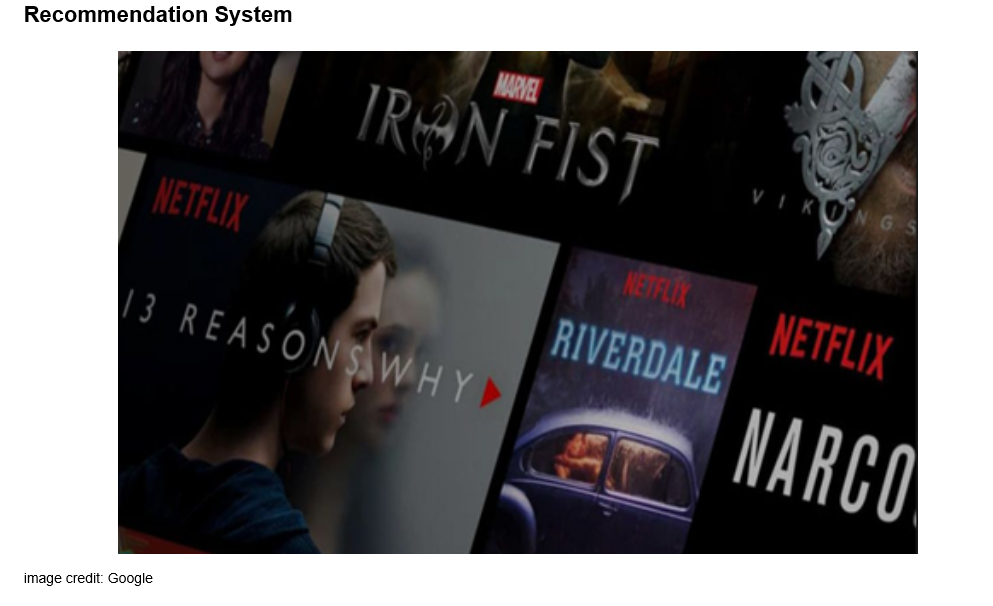 Recommendation System
MARVEL
IRON FIST
VIKINGS
NETFLIX
13 REASONS WHY
NETFLIX
RIVERDALE
NETFLIX
NARCO
image credit: Google